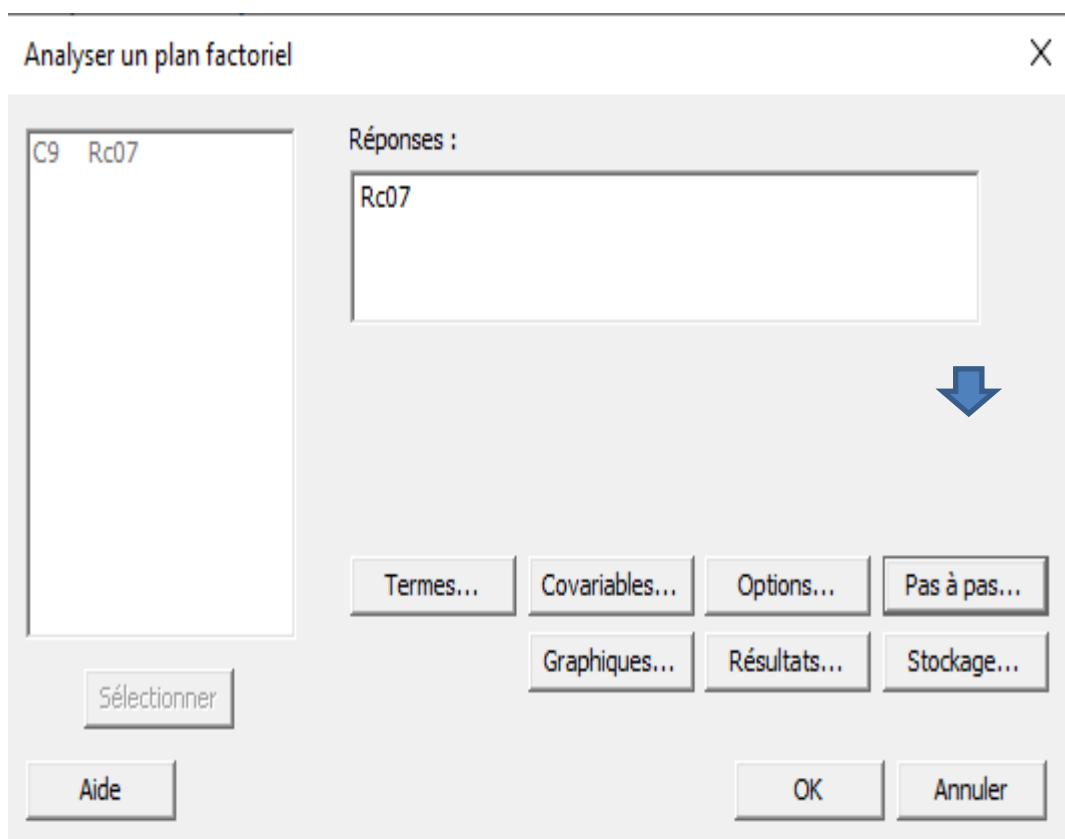 Analyser un plan factoriel
C9 Rc07
Réponses :
Rc07
Termes... Covariables... Options... Pas à pas...
Graphiques... Résultats... Stockage...
Sélectionner
Aide OK Annuler